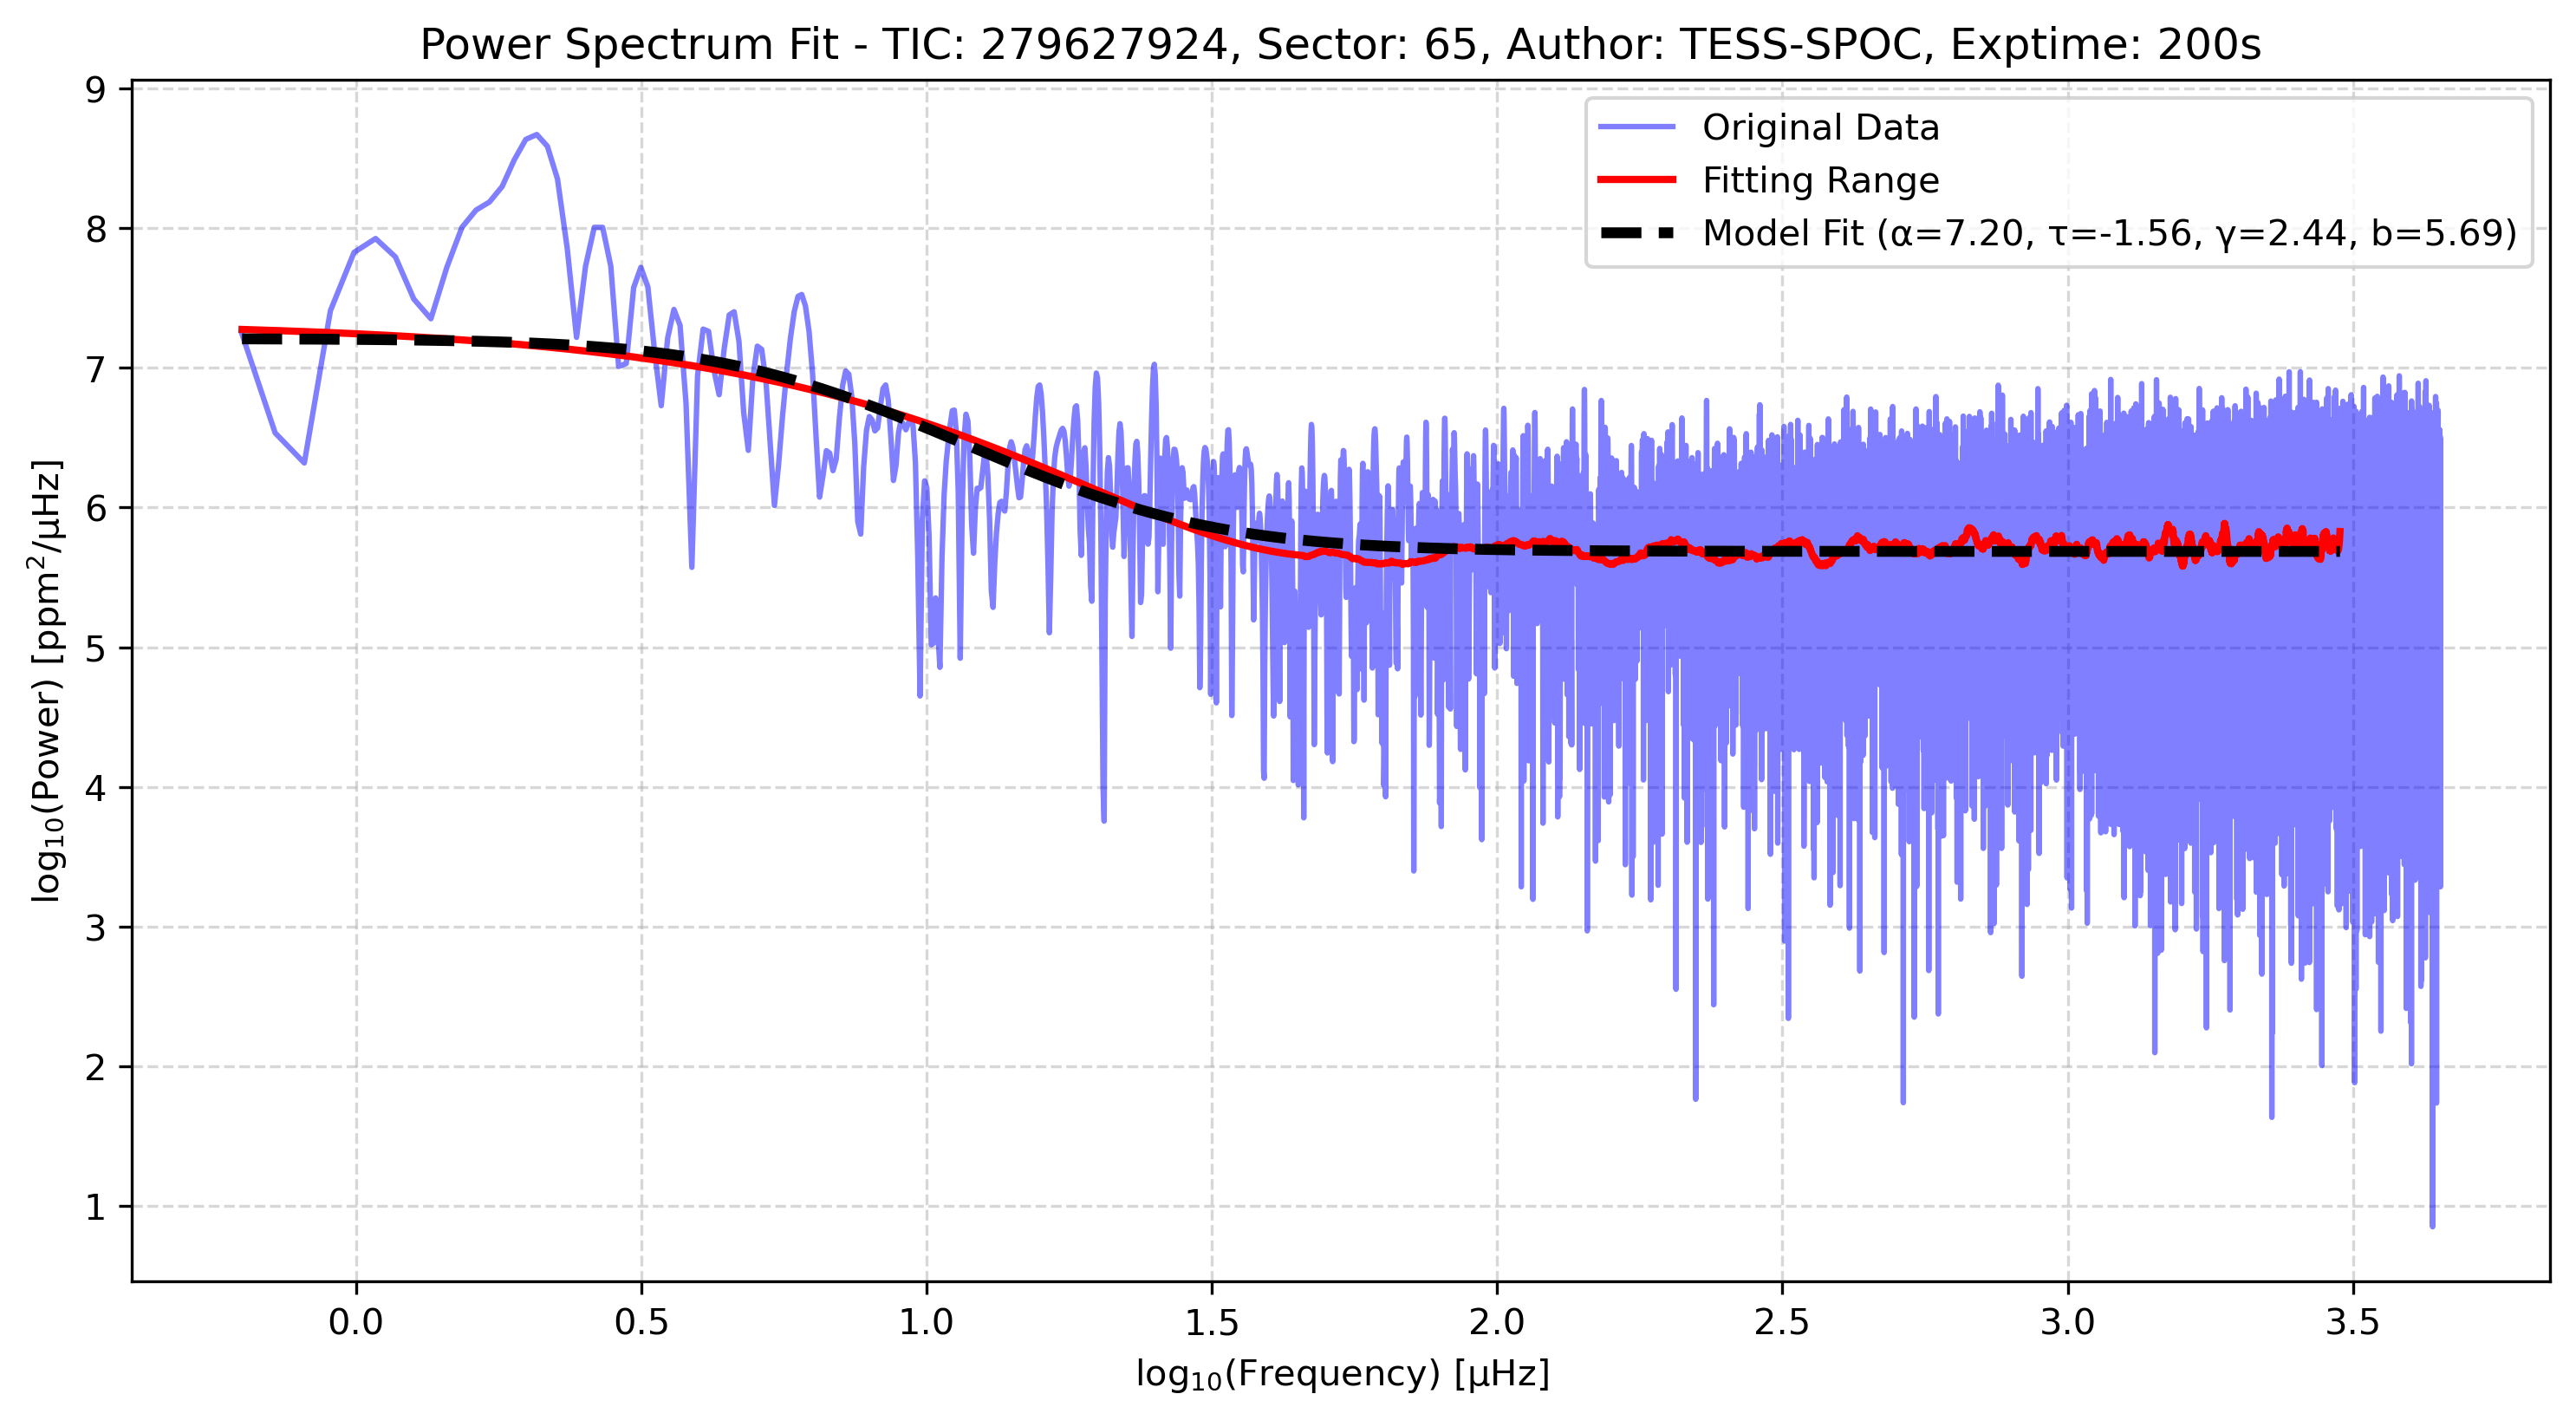 Power Spectrum Fit - TIC: 279627924, Sector: 65, Author: TESS-SPOC, Exptime: 200s
Original Data
Fitting Range
Model Fit (α=7.20, τ=-1.56, γ=2.44, b=5.69)
log₁₀(Power) [ppm²/μHz]
9
8
7
6
5
4
3
2
1
0.0 0.5 1.0 1.5 2.0 2.5 3.0 3.5
log₁₀(Frequency) [μHz]